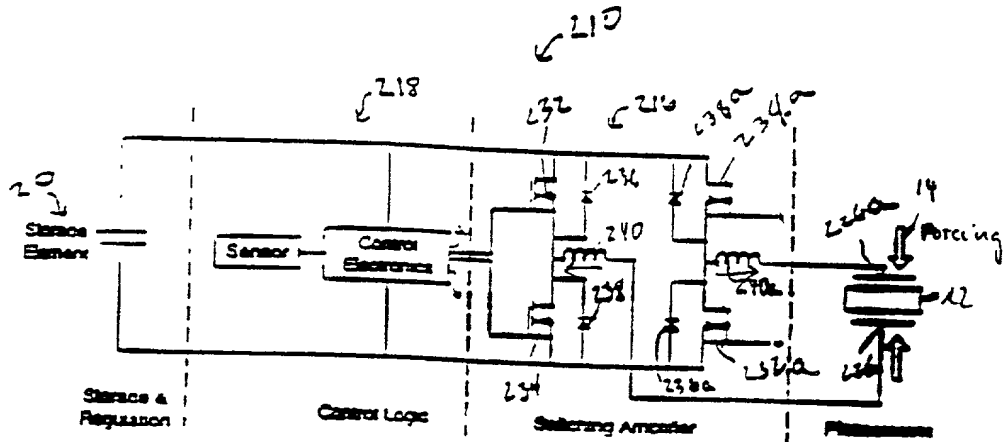 210
218
232
216
238a
234a
20
236
14
Storage
Element
Sensor
Control
Electronics
240
226a
Forcing
240a
12
238
234
236a
232a
226
Storage &
Regulation
Control Logic
Switching Amplifier